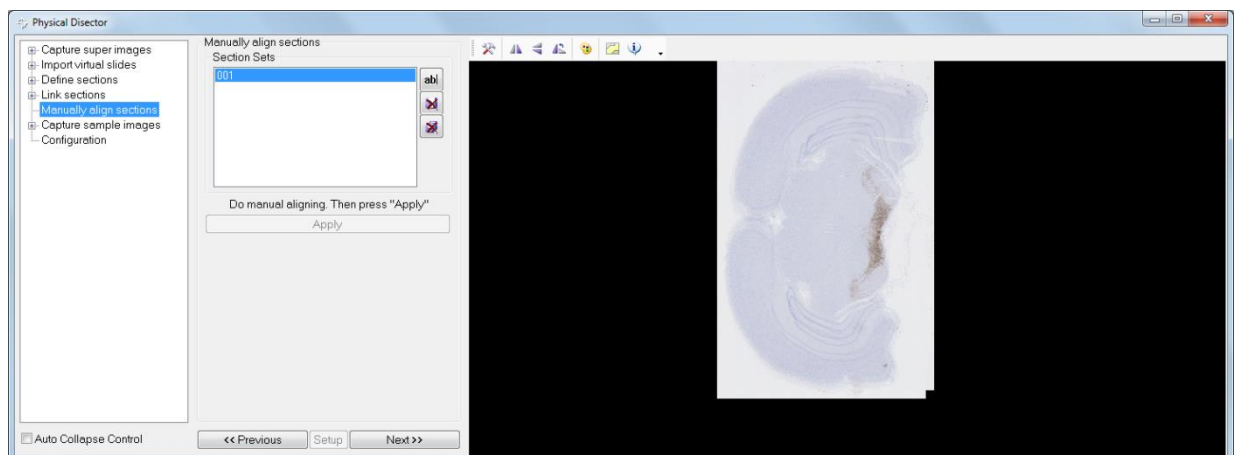 Physical Disector
Capture super images
Import virtual slides
Define sections
Link sections
Manually align sections
Capture sample images
Configuration
Auto Collapse Control
Manually align sections
Section Sets
001
ab
Do manual aligning. Then press "Apply"
Apply
<< Previous
Setup
Next >>